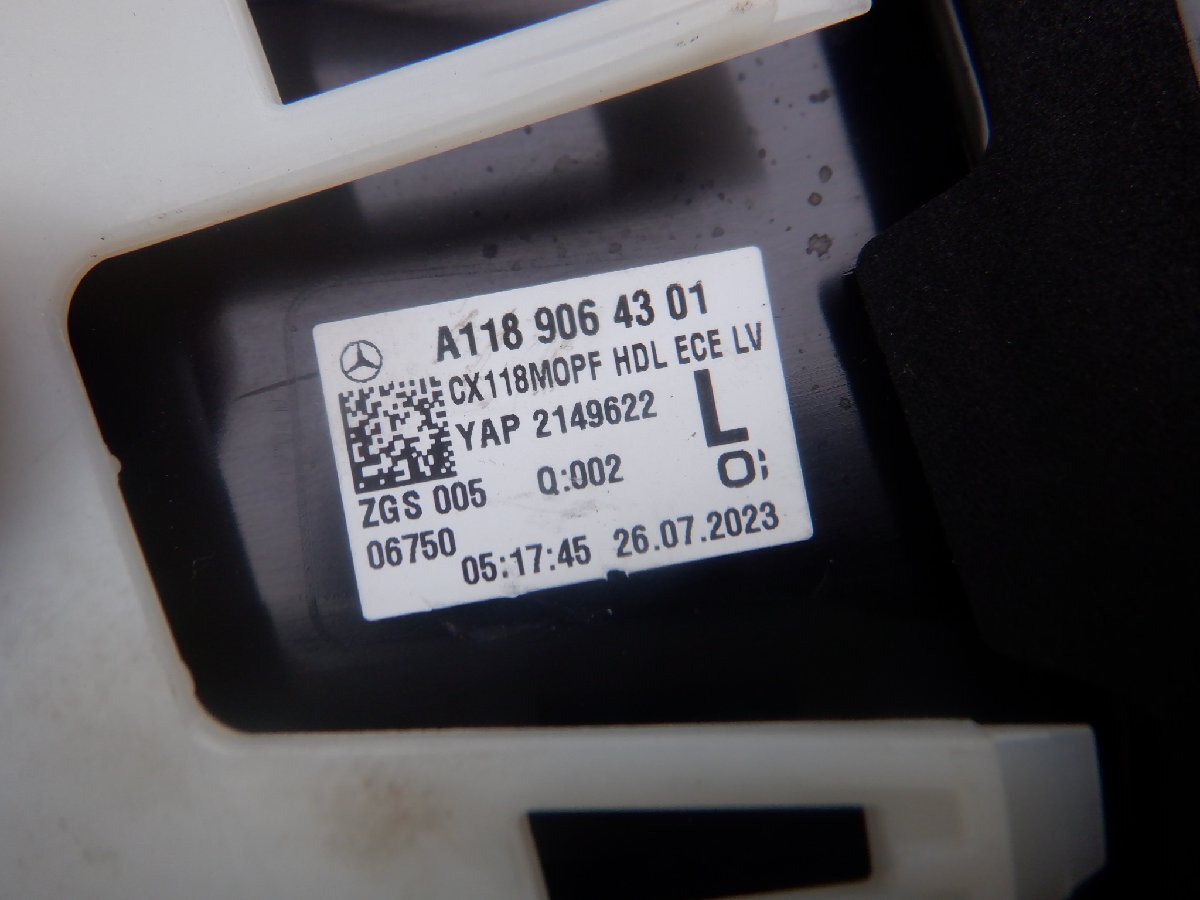 A118 906 43 01
CX118MOPF HDL ECE LV
YAP 2149622
L
ZGS 005 Q:002
06750
05:17:45 26.07.2023